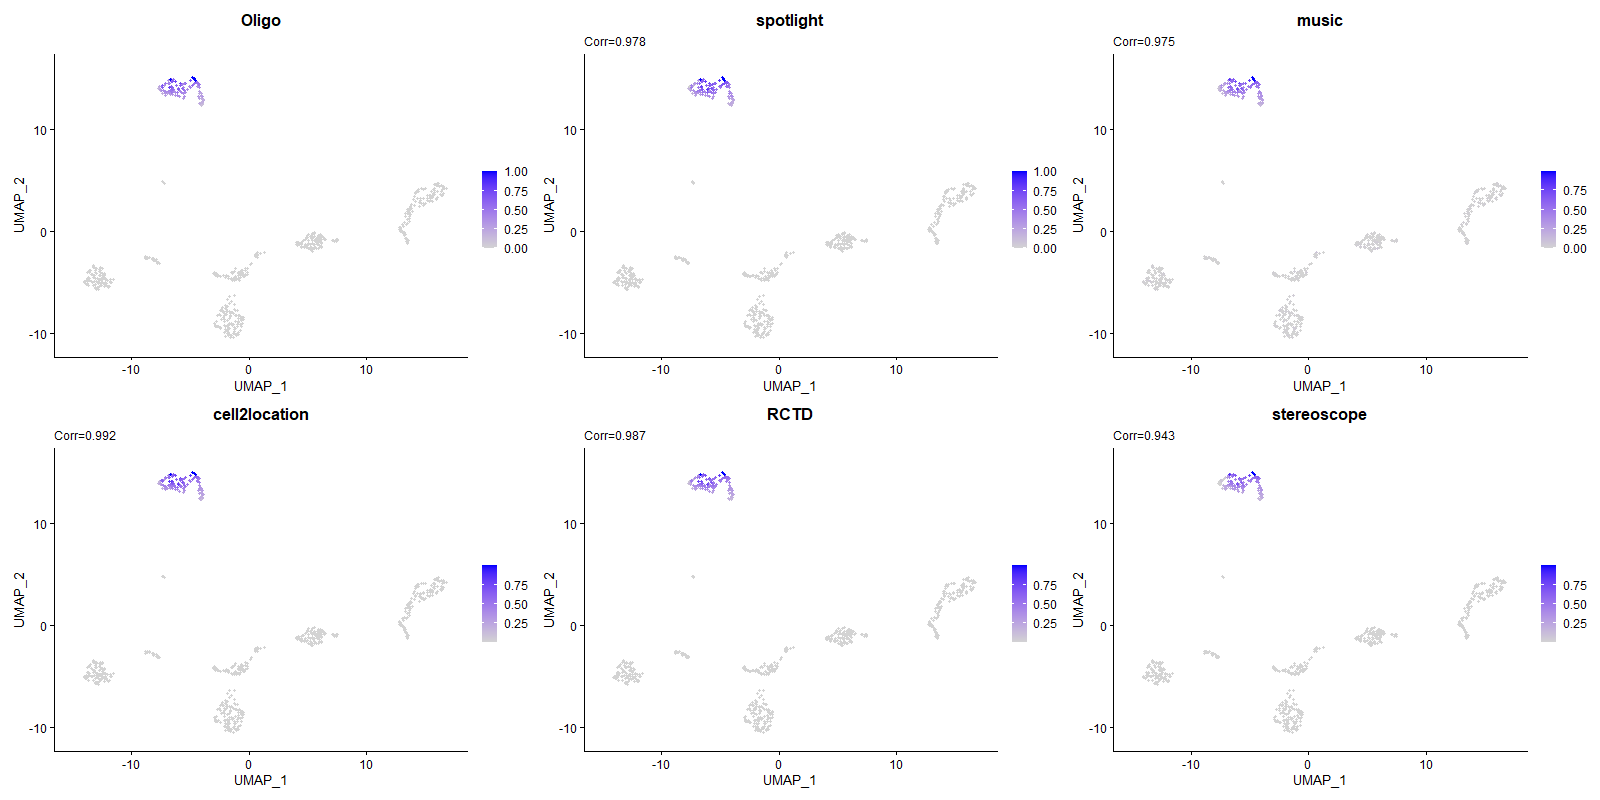 Oligo
UMAP_2
10
0
-10
-10 0 10
UMAP_1
1.00
0.75
0.50
0.25
0.00
spotlight
Corr=0.978
UMAP_2
10
0
-10
-10 0 10
UMAP_1
1.00
0.75
0.50
0.25
0.00
music
Corr=0.975
UMAP_2
10
0
-10
-10 0 10
UMAP_1
0.75
0.50
0.25
0.00
cell2location
Corr=0.992
UMAP_2
10
0
-10
-10 0 10
UMAP_1
0.75
0.50
0.25
RCTD
Corr=0.987
UMAP_2
10
0
-10
-10 0 10
UMAP_1
0.75
0.50
0.25
stereoscope
Corr=0.943
UMAP_2
10
0
-10
-10 0 10
UMAP_1
0.75
0.50
0.25